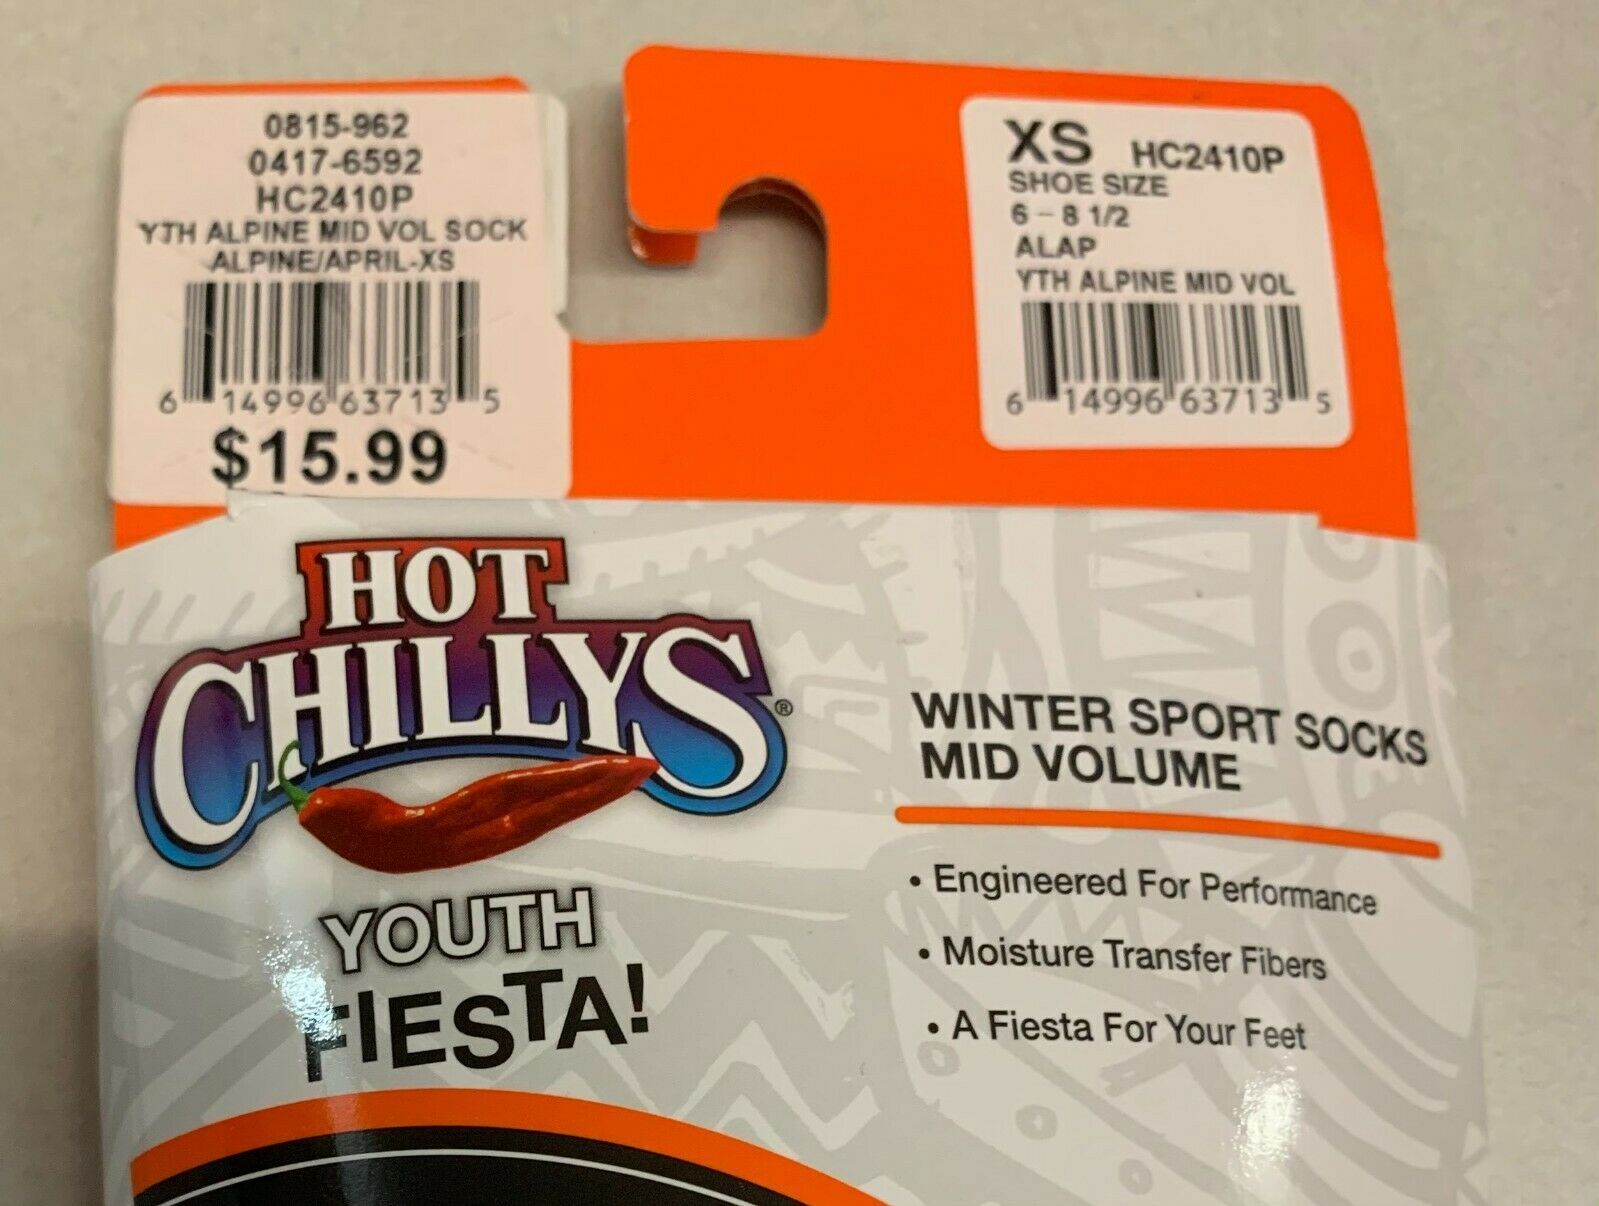 0815-962
0417-6592
HC2410P
YTH ALPINE MID VOL SOCK
ALPINE/APRIL-XS
6 14996 63713 5
$15.99
XS HC2410P
SHOE SIZE
6 - 8 1/2
ALAP
YTH ALPINE MID VOL
6 14996 63713 5
HOT
CHILLYS®
YOUTH
FIESTA!
WINTER SPORT SOCKS
MID VOLUME
• Engineered For Performance
• Moisture Transfer Fibers
• A Fiesta For Your Feet